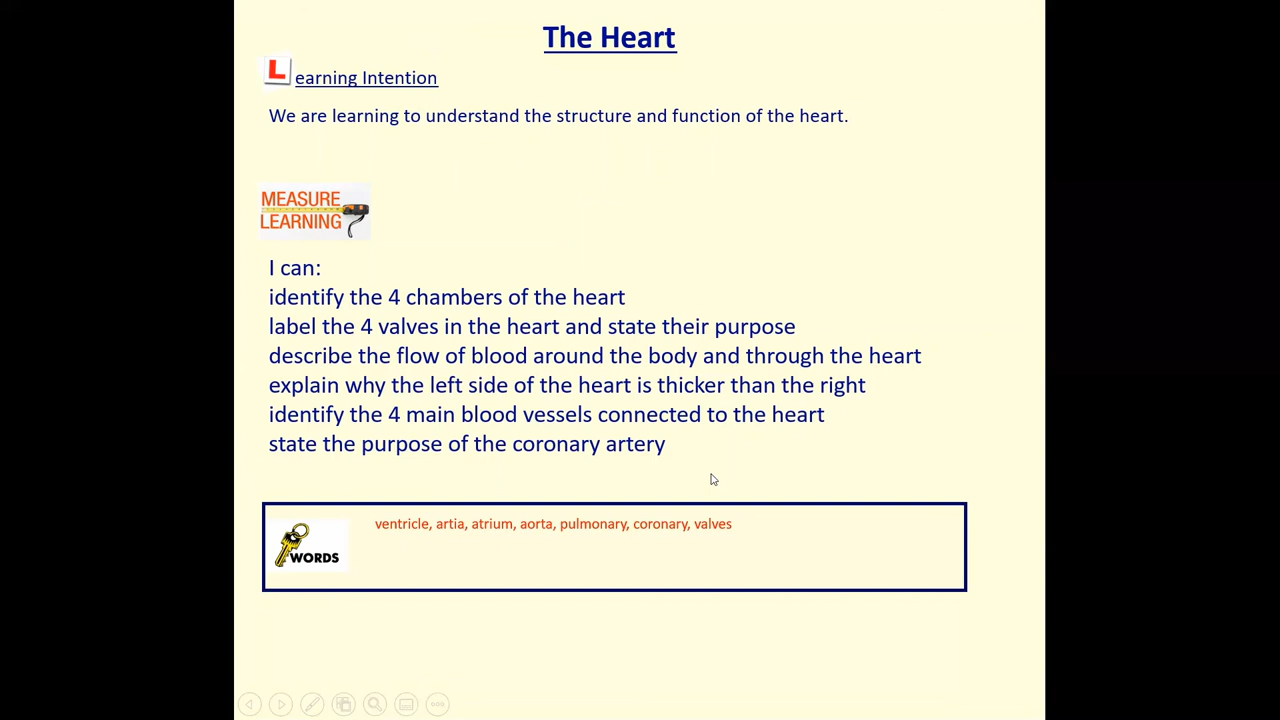 The Heart
Learning Intention
We are learning to understand the structure and function of the heart.
MEASURE
LEARNING
I can:
identify the 4 chambers of the heart
label the 4 valves in the heart and state their purpose
describe the flow of blood around the body and through the heart
explain why the left side of the heart is thicker than the right
identify the 4 main blood vessels connected to the heart
state the purpose of the coronary artery
ventricle, artia, atrium, aorta, pulmonary, coronary, valves
WORDS